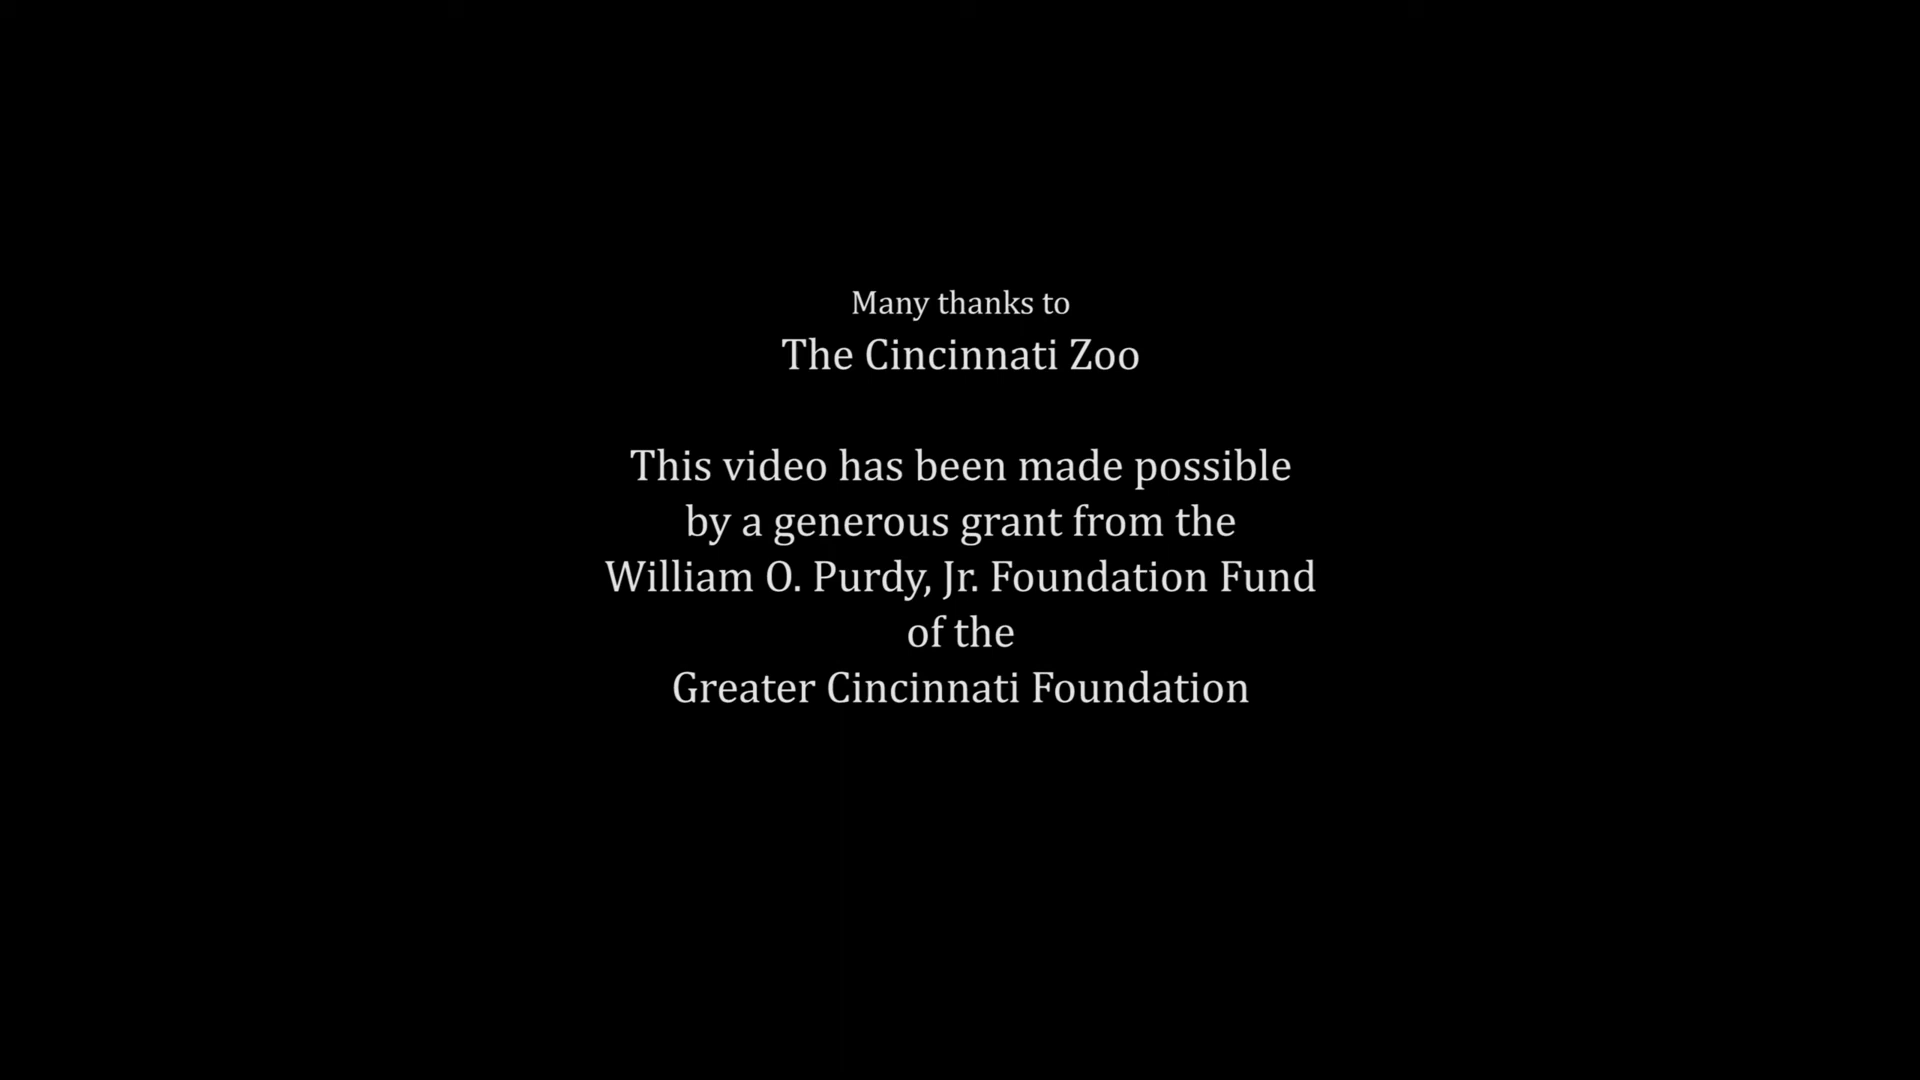 Many thanks to
The Cincinnati Zoo
This video has been made possible
by a generous grant from the
William O. Purdy, Jr. Foundation Fund
of the
Greater Cincinnati Foundation